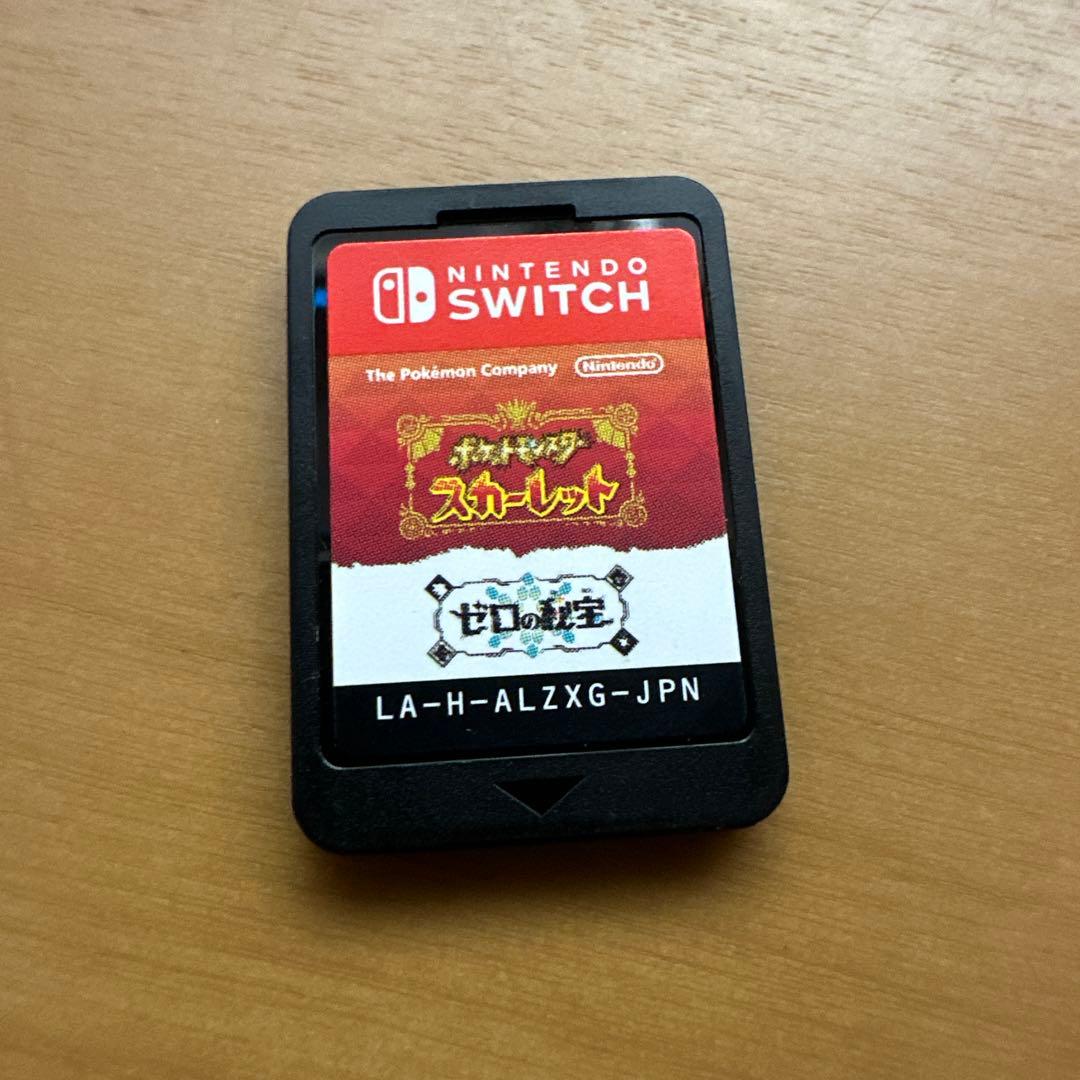 NINTENDO
SWITCH
The Pokémon Company Nintendo
ポケットモンスター
スカーレット
ゼロの秘宝
LA-H-ALZXG-JPN